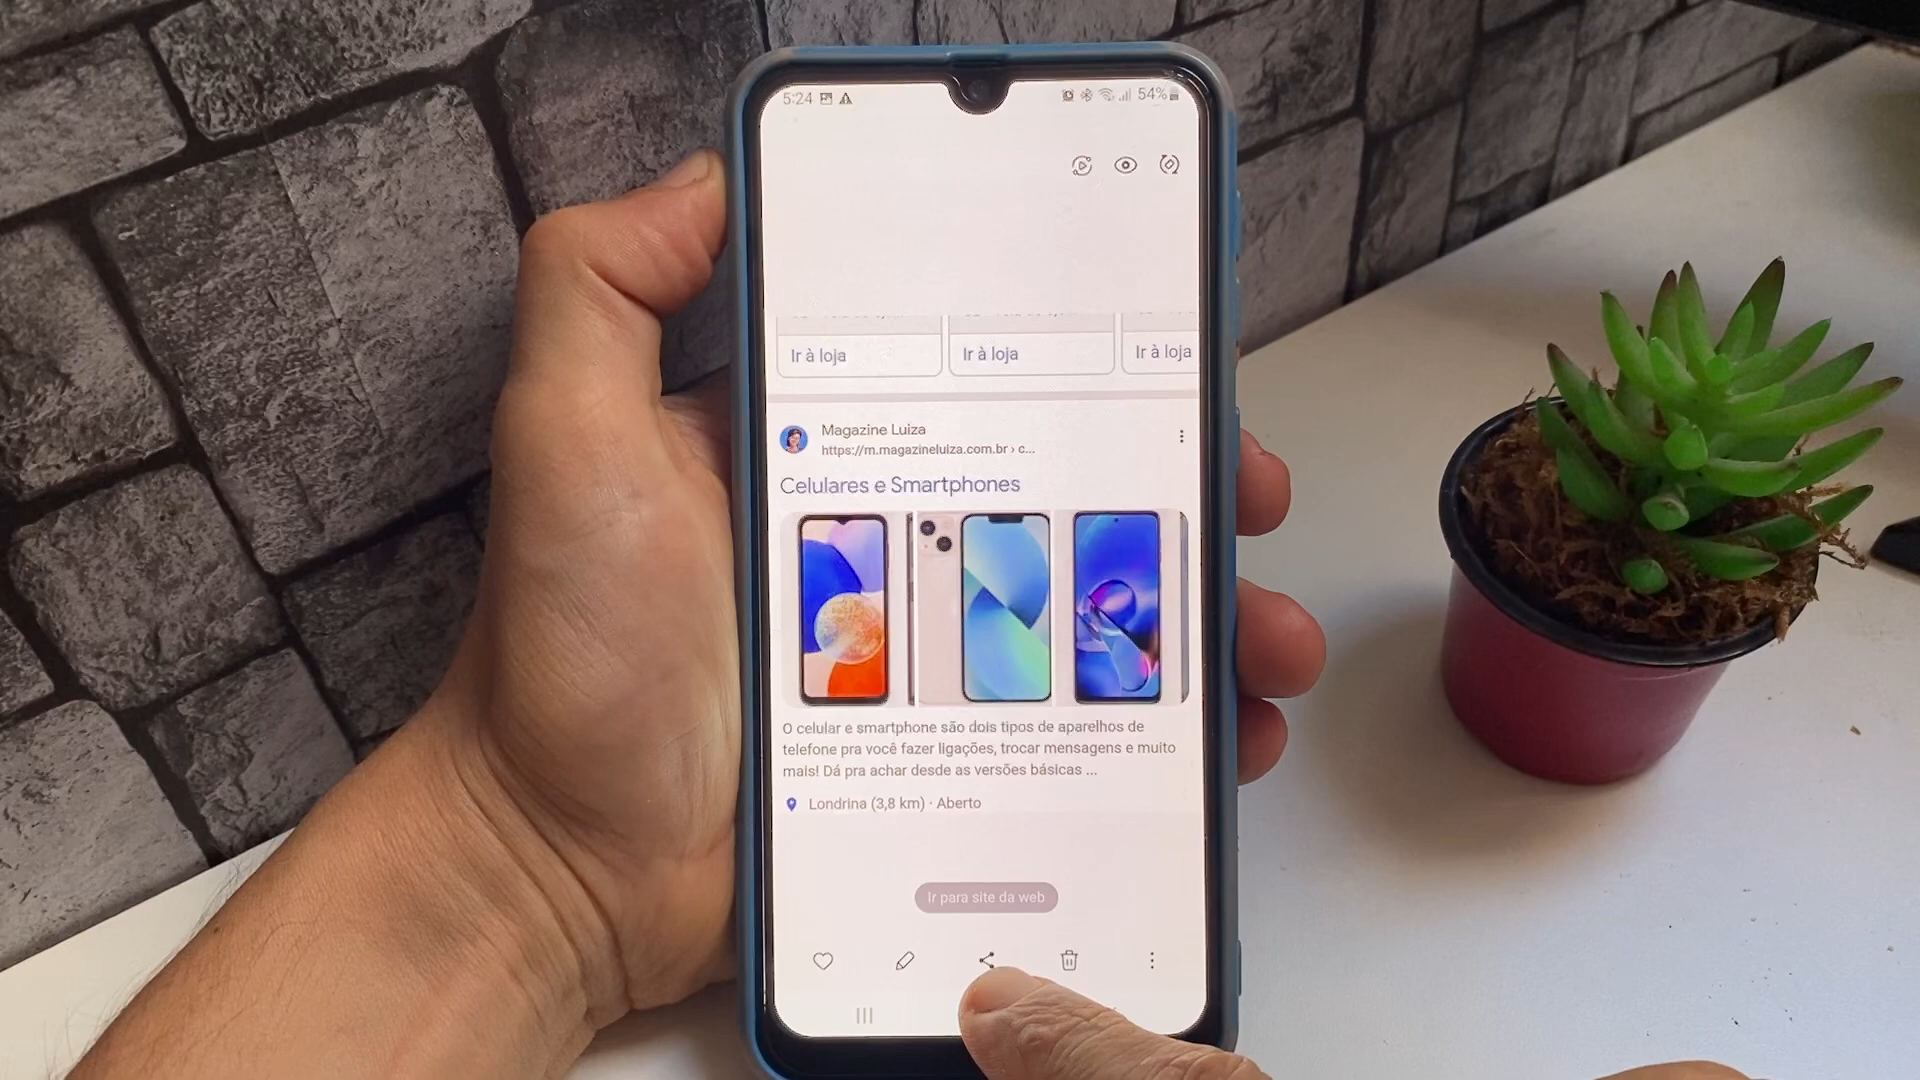 5:24
54%
Ir à loja
Ir à loja
Ir à loja
Magazine Luiza
https://m.magazineluiza.com.br › c...
Celulares e Smartphones
O celular e smartphone são dois tipos de aparelhos de
telefone pra você fazer ligações, trocar mensagens e muito
mais! Dá pra achar desde as versões básicas ...
Londrina (3,8 km) · Aberto
Ir para site da web